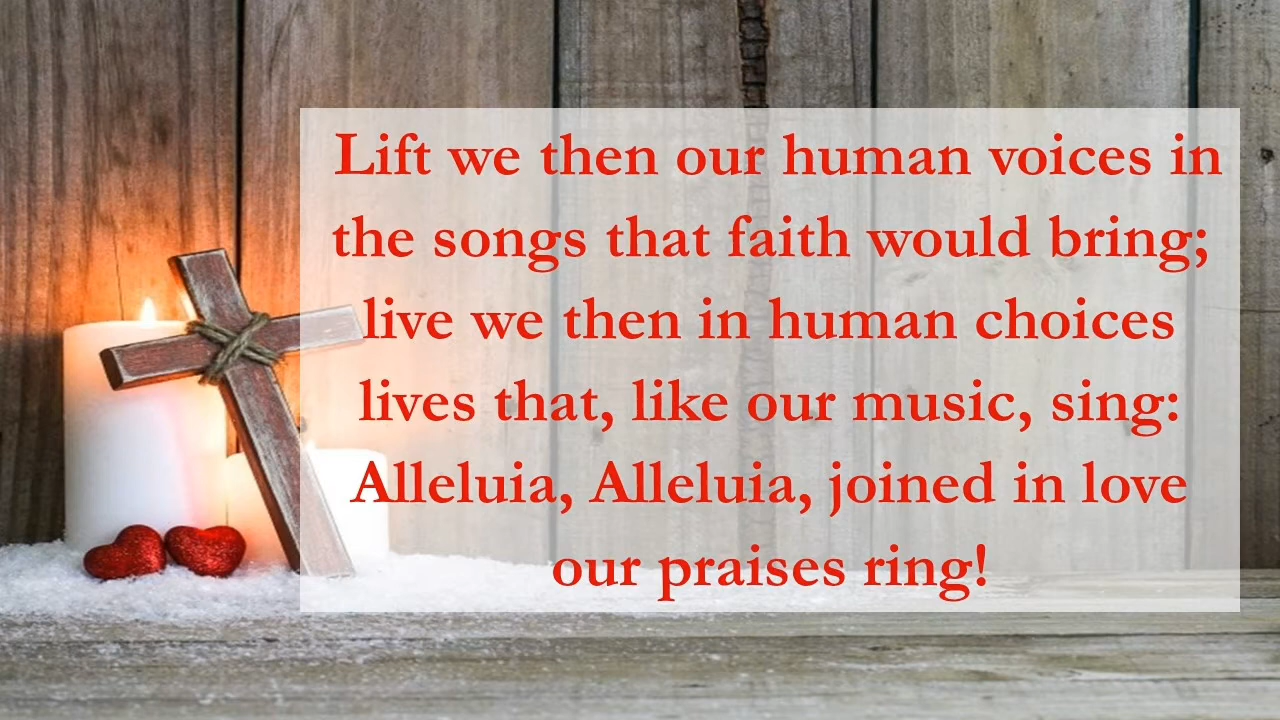 Lift we then our human voices in
the songs that faith would bring;
live we then in human choices
lives that, like our music, sing:
Alleluia, Alleluia, joined in love
our praises ring!